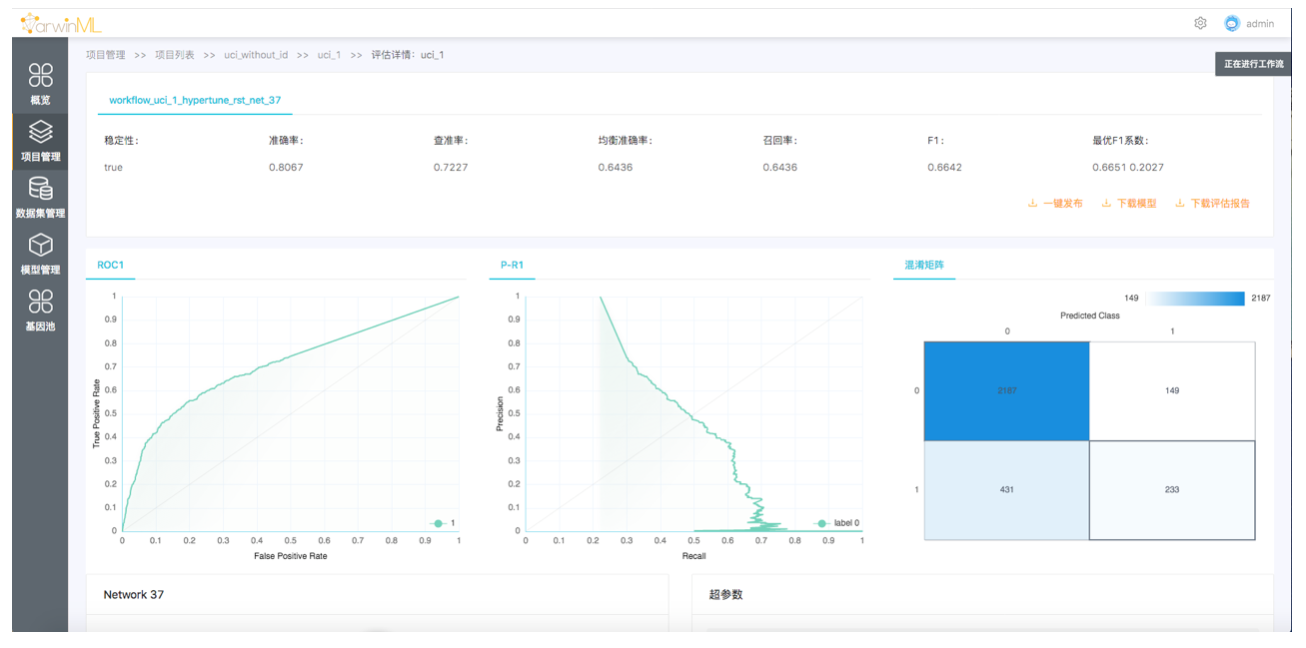 DarwinML
admin
项目管理 >> 项目列表 >> uci_without_id >> uci_1 >> 评估详情: uci_1
正在进行工作流
概览
项目管理
数据集管理
模型管理
基因池
workflow_uci_1_hypertune_rst_net_37
稳定性: 准确率: 查准率: 均衡准确率: 召回率: F1: 最优F1系数:
true 0.8067 0.7227 0.6436 0.6436 0.6642 0.6651 0.2027
一键发布 下载模型 下载评估报告
ROC1
1
0.9
0.8
0.7
0.6
0.5
0.4
0.3
0.2
0.1
0
True Positive Rate
0 0.1 0.2 0.3 0.4 0.5 0.6 0.7 0.8 0.9 1
False Positive Rate
1
P-R1
1
0.9
0.8
0.7
0.6
0.5
0.4
0.3
0.2
0.1
0
Precision
0 0.1 0.2 0.3 0.4 0.5 0.6 0.7 0.8 0.9 1
Recall
label 0
混淆矩阵
149 2187
Predicted Class
0 1
0 2187 149
1 431 233
Network 37
超参数